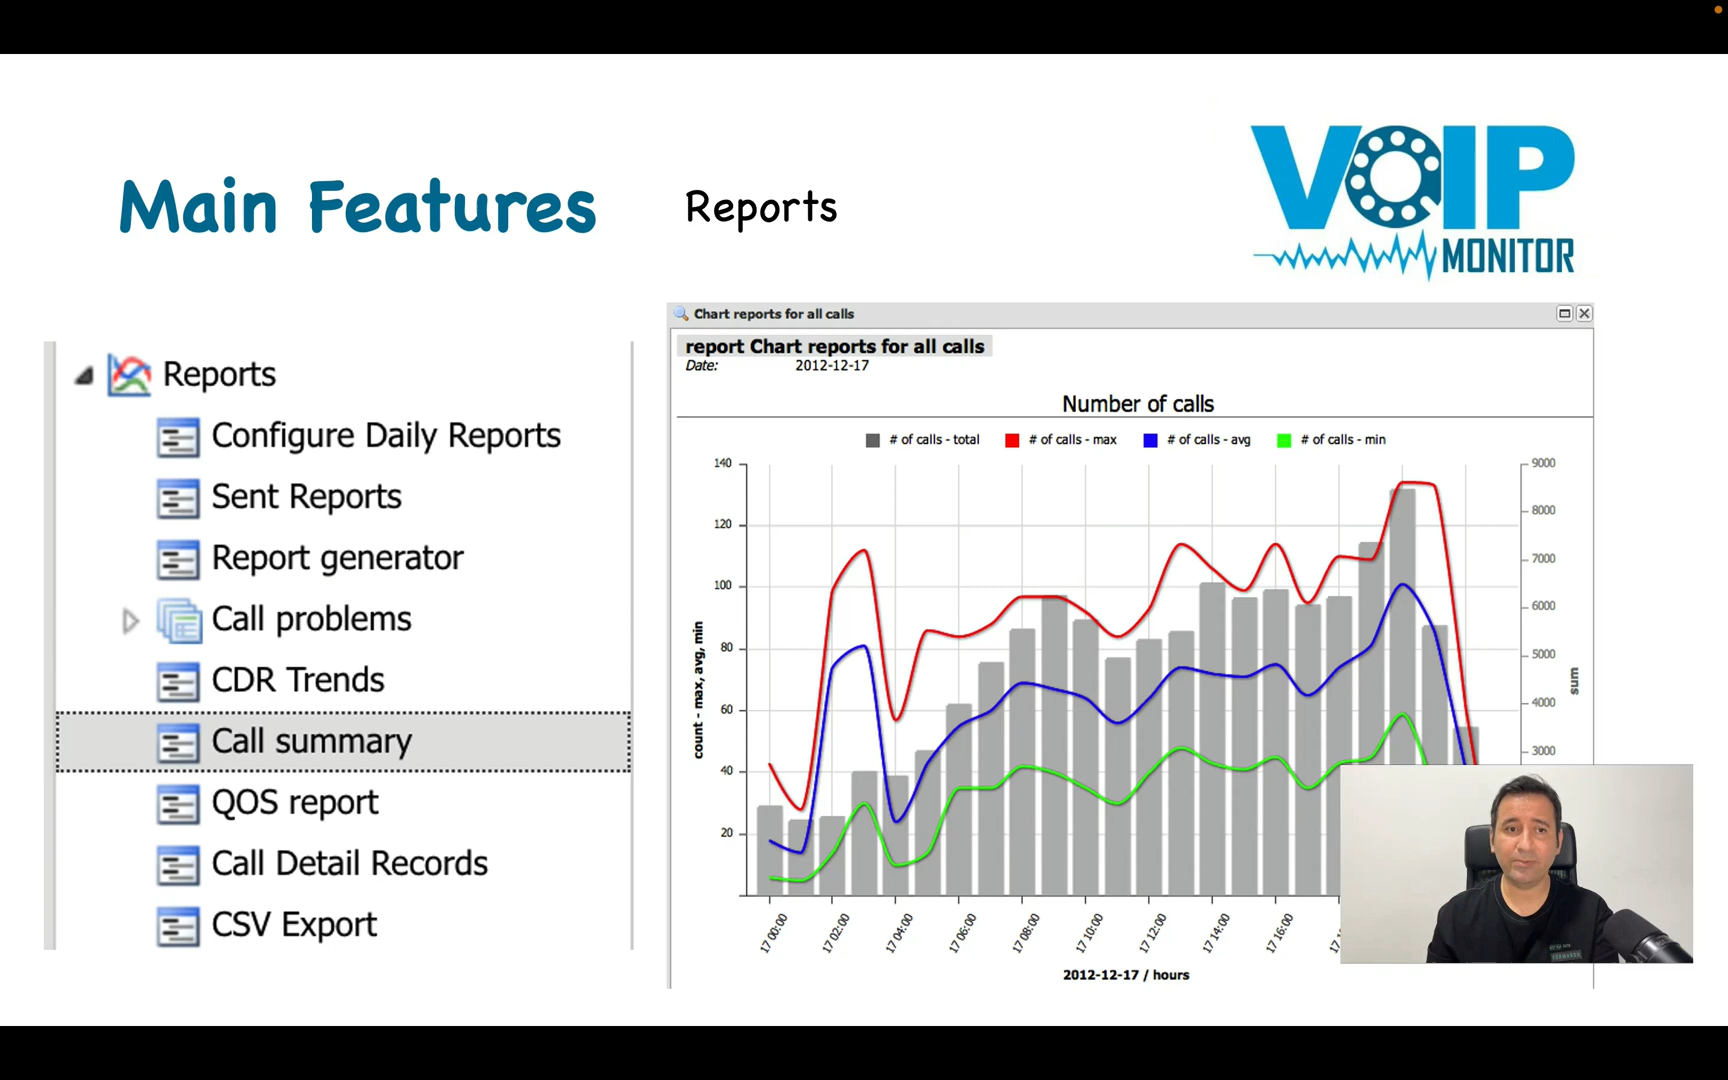 Main Features
Reports
VOIP
MONITOR
Reports
Configure Daily Reports
Sent Reports
Report generator
Call problems
CDR Trends
Call summary
QOS report
Call Detail Records
CSV Export
Chart reports for all calls
report Chart reports for all calls
Date: 2012-12-17
Number of calls
# of calls - total # of calls - max # of calls - avg # of calls - min
140
120
100
80
60
40
20
count - max, avg, min
9000
8000
7000
6000
5000
4000
3000
sum
17 00:00 17 02:00 17 04:00 17 06:00 17 08:00 17 10:00 17 12:00 17 14:00 17 16:00
2012-12-17 / hours